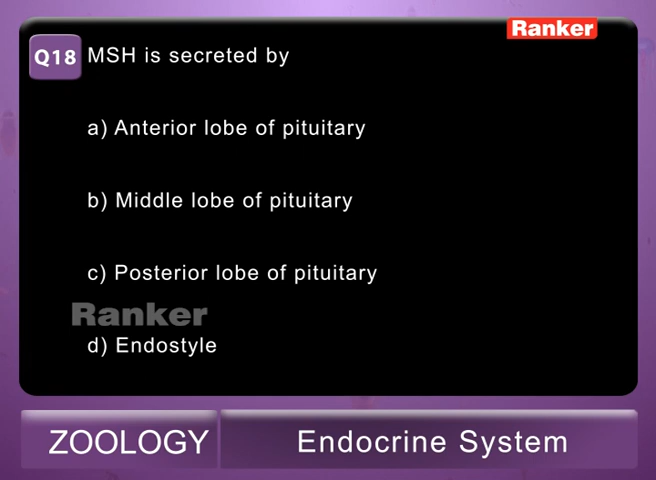 Ranker
Q18 MSH is secreted by
a) Anterior lobe of pituitary
b) Middle lobe of pituitary
c) Posterior lobe of pituitary
Ranker
d) Endostyle
ZOOLOGY Endocrine System